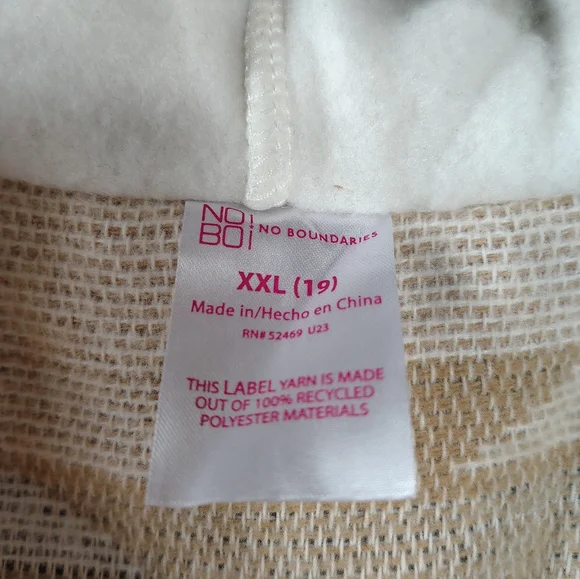 NO
BO
NO BOUNDARIES
XXL (19)
Made in/Hecho en China
RN# 52469 U23
THIS LABEL YARN IS MADE
OUT OF 100% RECYCLED
POLYESTER MATERIALS